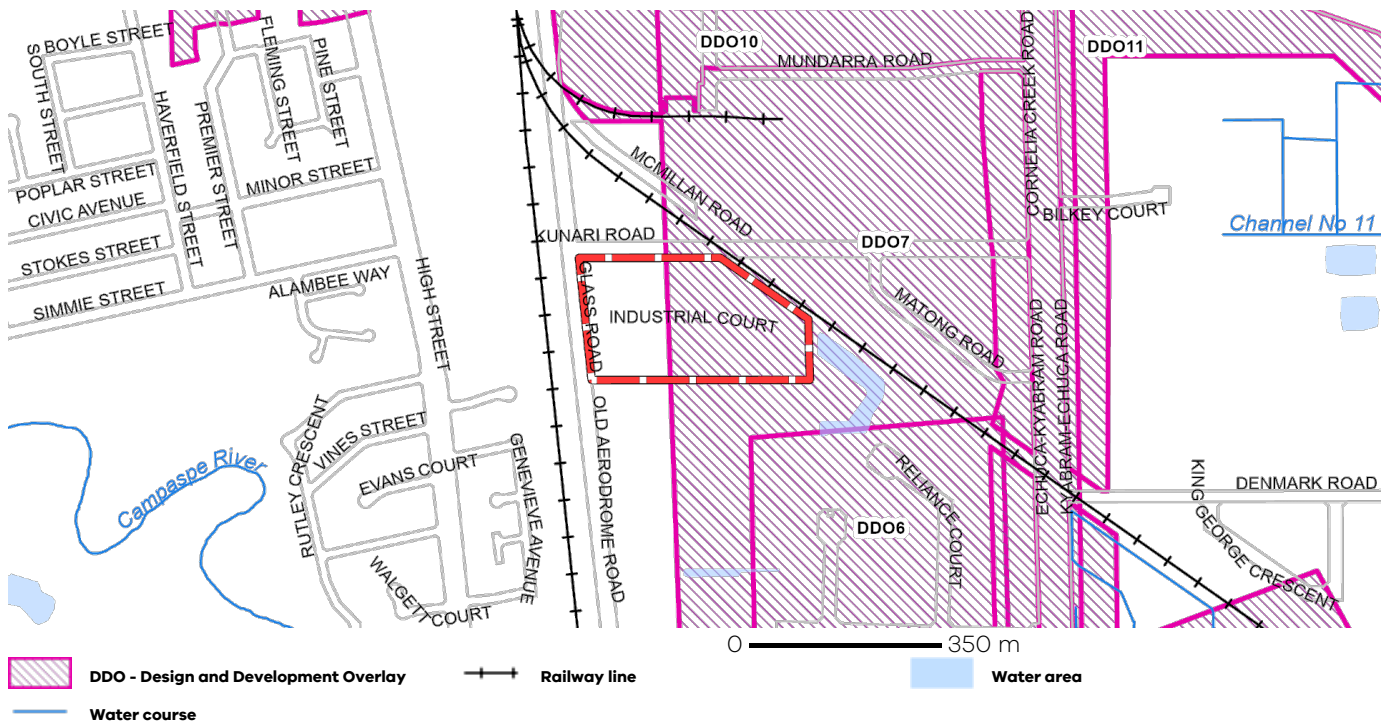 S BOYLE STREET
SOUTH STREET
FLEMING STREET
PINE STREET
HAVERFIELD STREET
PREMIER STREET
POPLAR STREET
MINOR STREET
CIVIC AVENUE
STOKES STREET
SIMMIE STREET
ALAMBEE WAY
HIGH STREET
RUTLEY CRESCENT
VINES STREET
EVANS COURT
GENEVIEVE AVENUE
WALGETT COURT
Campaspe River
DDO10
MUNDARRA ROAD
CORNELIA CREEK ROAD
DDO11
MCMILLAN ROAD
BILKEY COURT
Channel No 11
KUNARI ROAD
DDO7
GLASS ROAD
INDUSTRIAL COURT
MATONG ROAD
ECHUCA-KYABRAM ROAD
KYABRAM-ECHUCA ROAD
OLD AERODROME ROAD
RELIANCE COURT
DDO6
KING GEORGE CRESCENT
DENMARK ROAD
0 350 m
DDO - Design and Development Overlay
Railway line
Water area
Water course